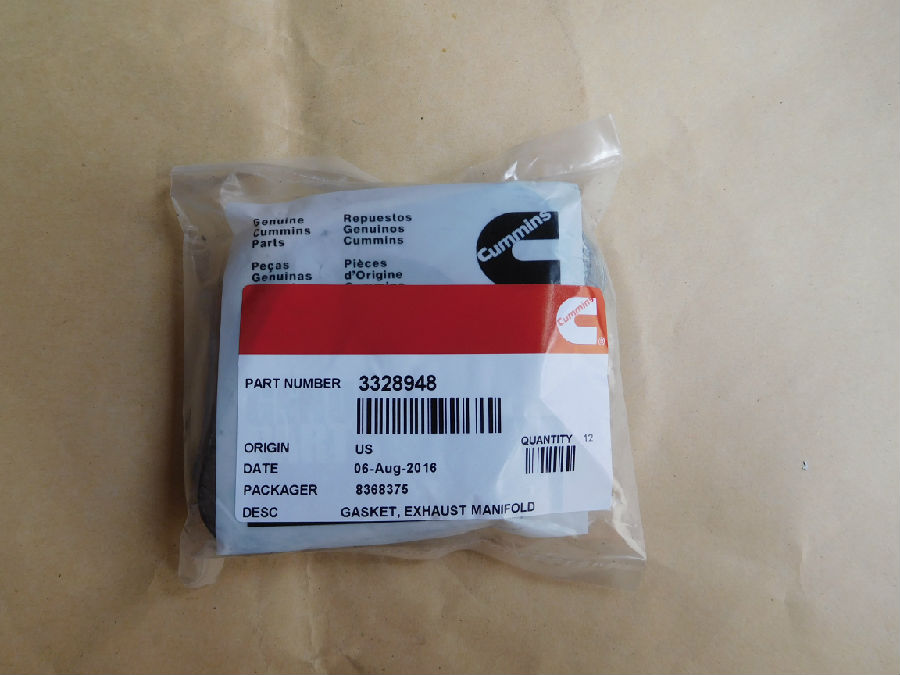 Genuine
Cummins
Parts
Repuestos
Genuinos
Cummins
Peças
Genuinas
Pièces
d'Origine
Cummins
Cummins
®
PART NUMBER 3328948
ORIGIN US
QUANTITY 12
DATE 06-Aug-2016
PACKAGER 8368375
DESC GASKET, EXHAUST MANIFOLD